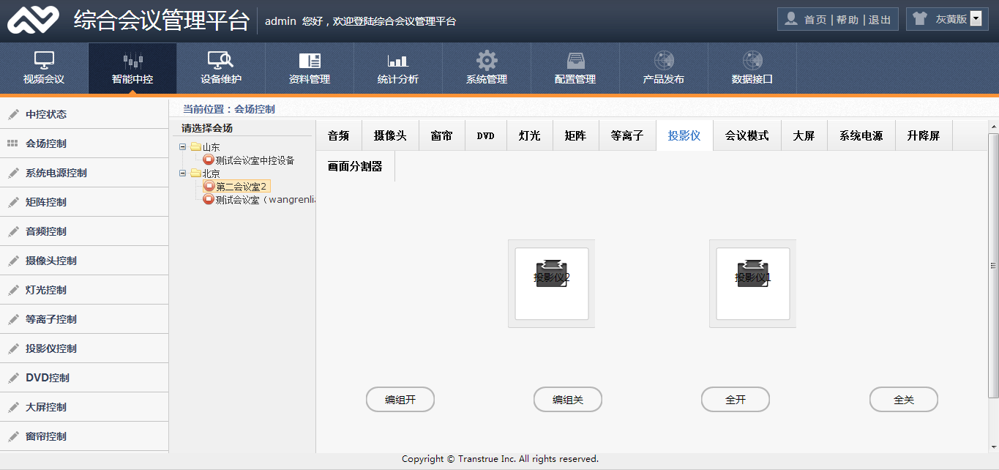 综合会议管理平台
admin 您好，欢迎登陆综合会议管理平台
首页 | 帮助 | 退出
灰黄版
视频会议
智能中控
设备维护
资料管理
统计分析
系统管理
配置管理
产品发布
数据接口
中控状态
会场控制
系统电源控制
矩阵控制
音频控制
摄像头控制
灯光控制
等离子控制
投影仪控制
DVD控制
大屏控制
窗帘控制
当前位置：会场控制
请选择会场
山东
测试会议室中控设备
北京
第二会议室2
测试会议室（wangrenlia
音频
摄像头
窗帘
DVD
灯光
矩阵
等离子
投影仪
会议模式
大屏
系统电源
升降屏
画面分割器
投影仪2
投影仪1
编组开
编组关
全开
全关
Copyright © Transtrue Inc. All rights reserved.